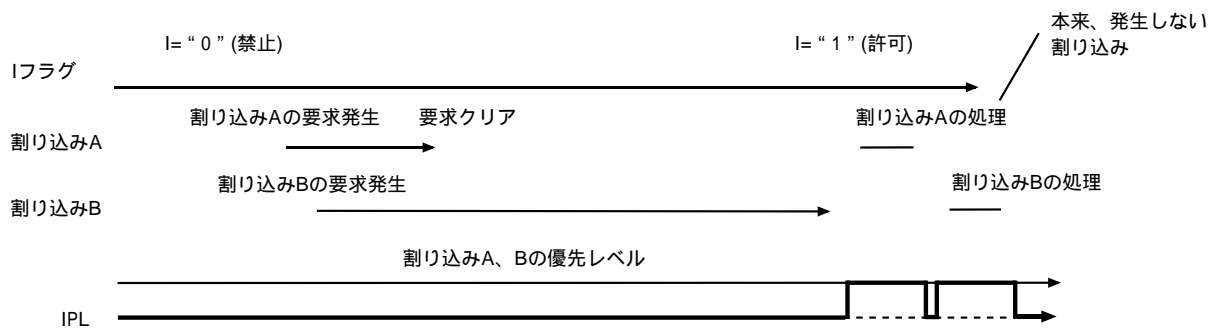 本来、発生しない
割り込み
I= “ 0 ” (禁止)
I= “ 1 ” (許可)
Iフラグ
割り込みAの要求発生
要求クリア
割り込みAの処理
割り込みA
割り込みBの要求発生
割り込みBの処理
割り込みB
割り込みA、Bの優先レベル
IPL